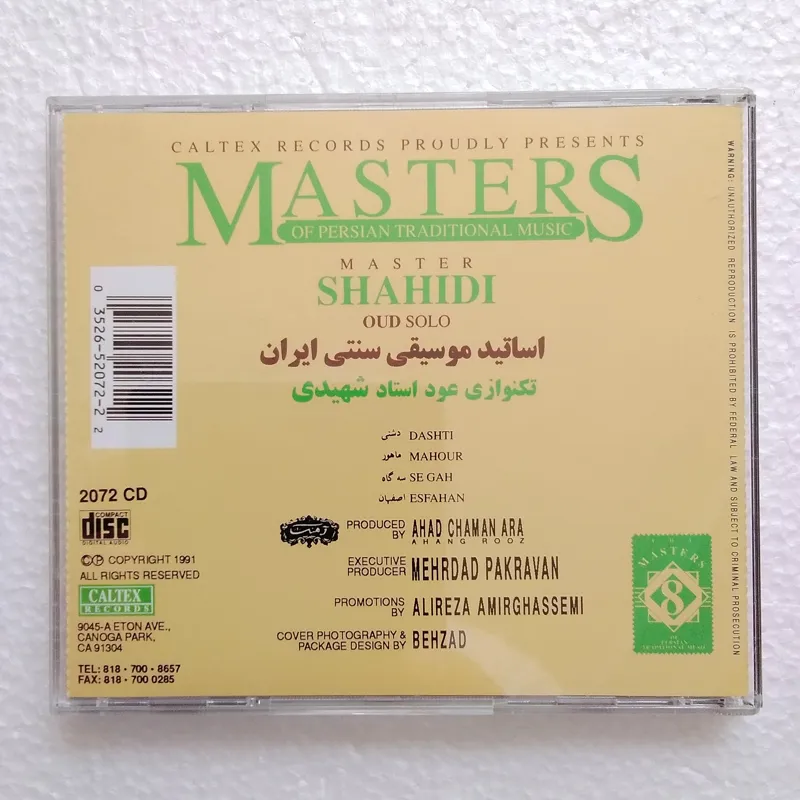 CALTEX RECORDS PROUDLY PRESENTS
MASTERS
OF PERSIAN TRADITIONAL MUSIC
MASTER
SHAHIDI
OUD SOLO
اساتید موسیقی سنتی ایران
تکنوازی عود استاد شهیدی
دشتی DASHTI
ماهور MAHOUR
سه گاه SE GAH
اصفهان ESFAHAN
0 3526-52072-2 2
2072 CD
COMPACT
disc
DIGITAL AUDIO
©℗ COPYRIGHT 1991
ALL RIGHTS RESERVED
CALTEX
RECORDS
9045-A ETON AVE.,
CANOGA PARK,
CA 91304
TEL: 818 • 700 • 8657
FAX: 818 • 700 0285
PRODUCED BY AHAD CHAMAN ARA
AHANG ROOZ
EXECUTIVE PRODUCER MEHRDAD PAKRAVAN
PROMOTIONS BY ALIREZA AMIRGHASSEMI
COVER PHOTOGRAPHY & PACKAGE DESIGN BY BEHZAD
THE
MASTERS
8
OF PERSIAN
TRADITIONAL MUSIC
WARNING: UNAUTHORIZED REPRODUCTION IS PROHIBITED BY FEDERAL LAW AND SUBJECT TO CRIMINAL PROSECUTION